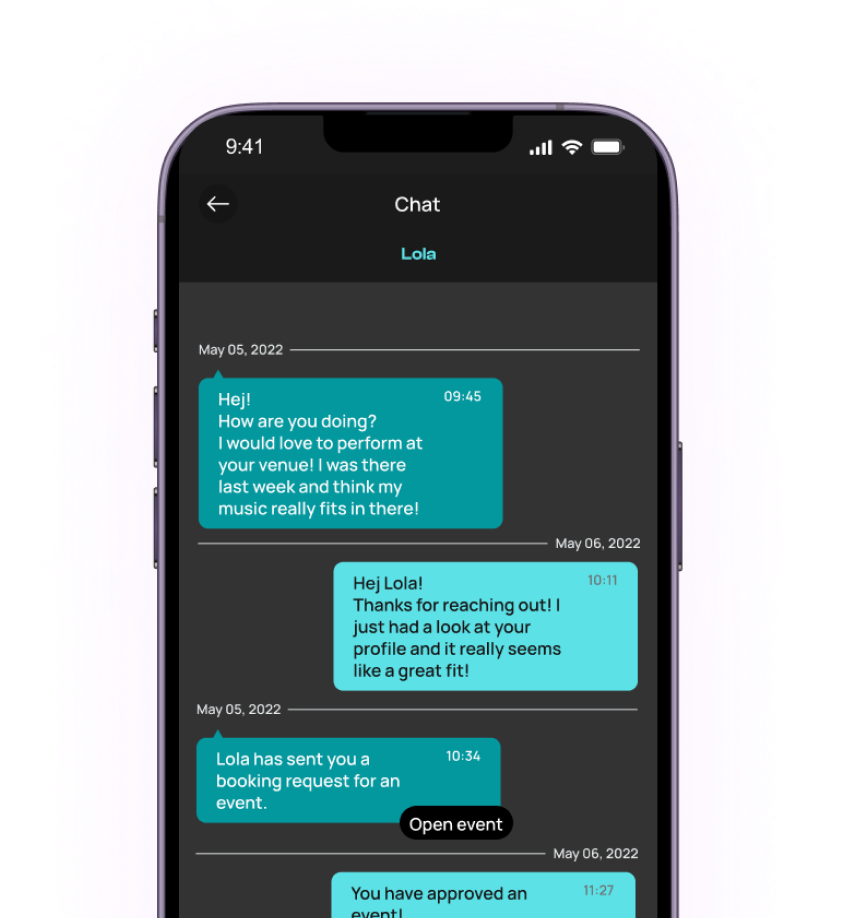 9:41
Chat
Lola
May 05, 2022
Hej! 09:45
How are you doing?
I would love to perform at
your venue! I was there
last week and think my
music really fits in there!
May 06, 2022
Hej Lola! 10:11
Thanks for reaching out! I
just had a look at your
profile and it really seems
like a great fit!
May 05, 2022
Lola has sent you a 10:34
booking request for an
event.
Open event
May 06, 2022
You have approved an 11:27
event!